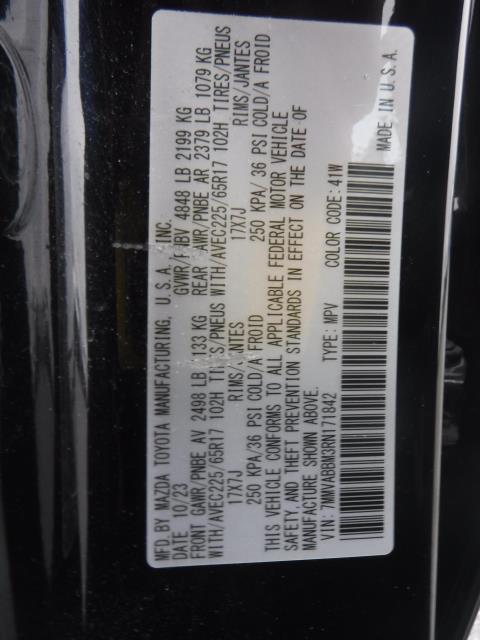 MFD. BY MAZDA TOYOTA MANUFACTURING, U.S.A., INC.
DATE 10/23 GVWR/PNBV 4848 LB 2199 KG
FRONT GAWR/PNBE AV 2498 LB 1133 KG REAR GAWR/PNBE AR 2379 LB 1079 KG
WITH/AVEC225/65R17 102H TIRES/PNEUS WITH/AVEC225/65R17 102H TIRES/PNEUS
17X7J RIMS/JANTES 17X7J RIMS/JANTES
250 KPA/36 PSI COLD/A FROID 250 KPA/36 PSI COLD/A FROID
THIS VEHICLE CONFORMS TO ALL APPLICABLE FEDERAL MOTOR VEHICLE
SAFETY,AND THEFT PREVENTION STANDARDS IN EFFECT ON THE DATE OF
MANUFACTURE SHOWN ABOVE.
VIN:7MMVABBM3RN171842 TYPE:MPV COLOR CODE:41W
MADE IN U.S.A.